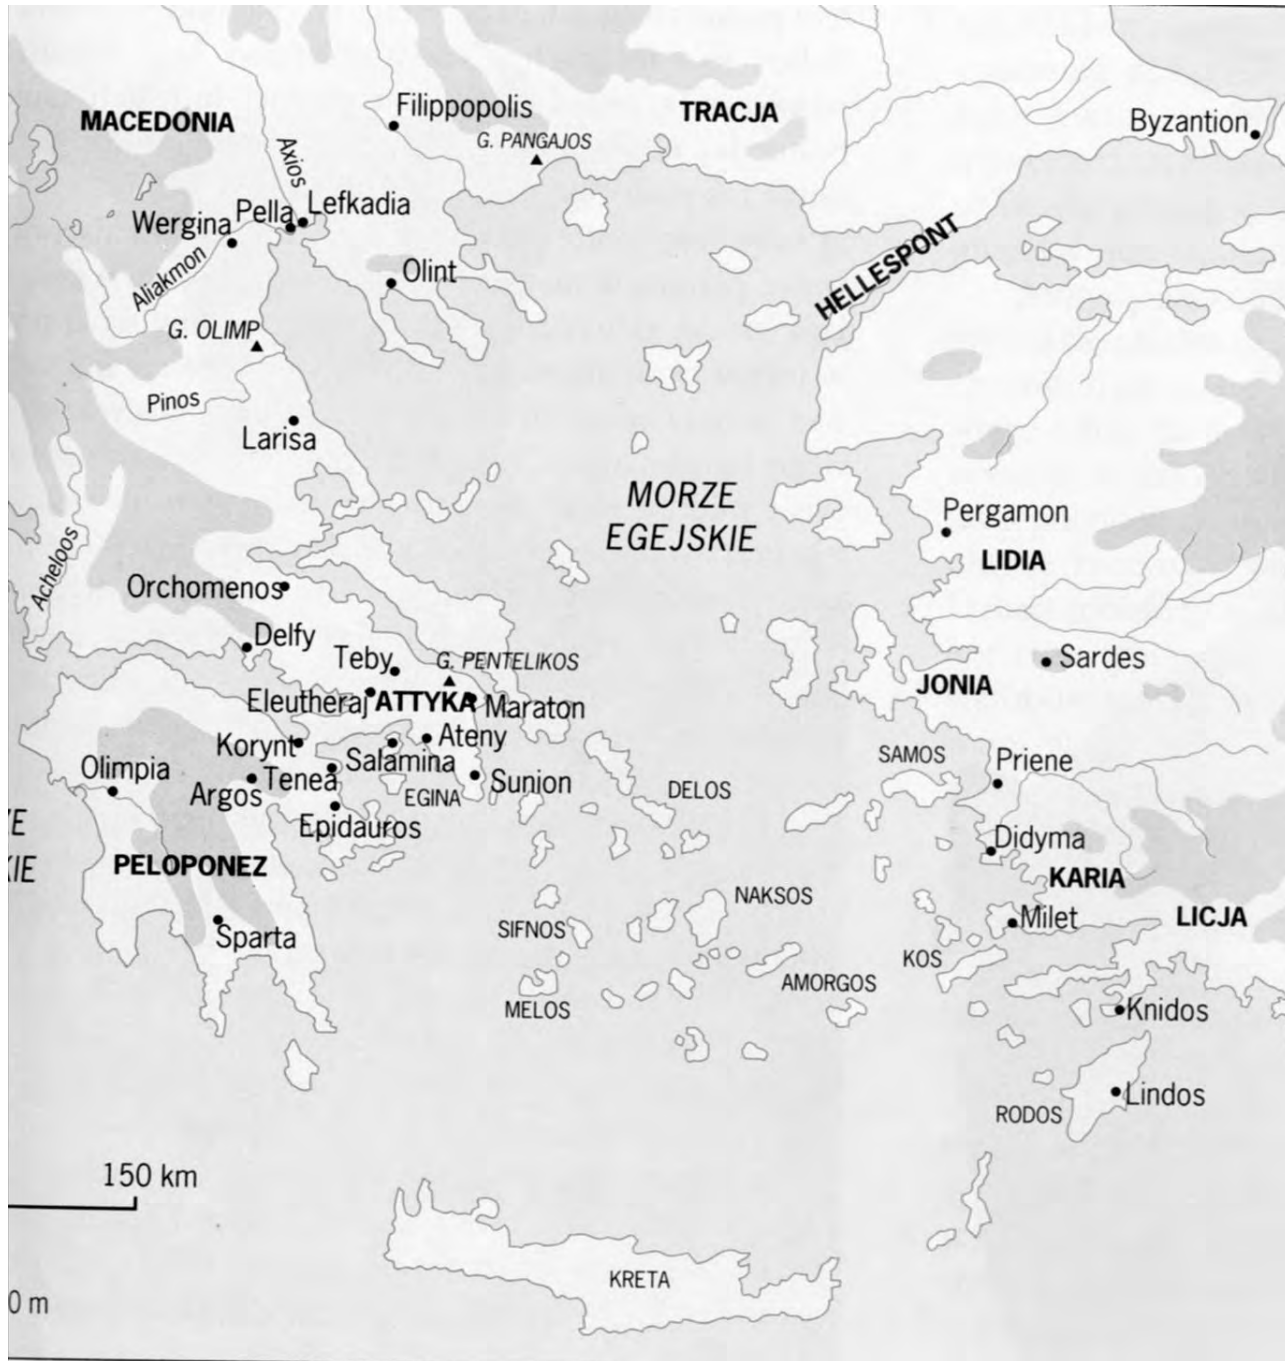 Filippopolis
MACEDONIA
TRACJA
Byzantion
G. PANGAJOS
Axios
Pella
Lefkadia
Wergina
Aliakmon
Olint
HELLESPONT
G. OLIMP
Pinos
Larisa
MORZE
EGEJSKIE
Pergamon
LIDIA
Acheloos
Orchomenos
Delfy
Teby
G. PENTELIKOS
Sardes
JONIA
Eleutheraj
ATTYKA
Maraton
Korynt
Ateny
Salamina
SAMOS
Priene
Olimpia
Tenea
Argos
EGINA
Sunion
DELOS
Epidauros
ZE
KIE
Didyma
PELOPONEZ
KARIA
NAKSOS
Milet
LICJA
SIFNOS
Sparta
KOS
AMORGOS
MELOS
Knidos
Lindos
RODOS
150 km
KRETA
0 m